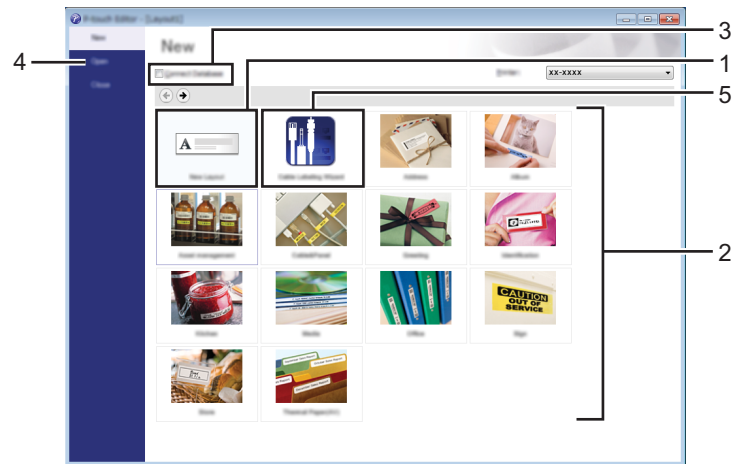 P-touch Editor - [Layout1]
New
Open
Close
New
Connect Database
Printer:
xx-xxxx
3
4
1
5
2
A
New Layout
Cable Labeling Wizard
Address
Album
Asset management
Cable&Panel
Greeting
Identification
Kitchen
Media
Office
CAUTION
OUT OF
SERVICE
Sign
Store
Thermal Paper(RD)